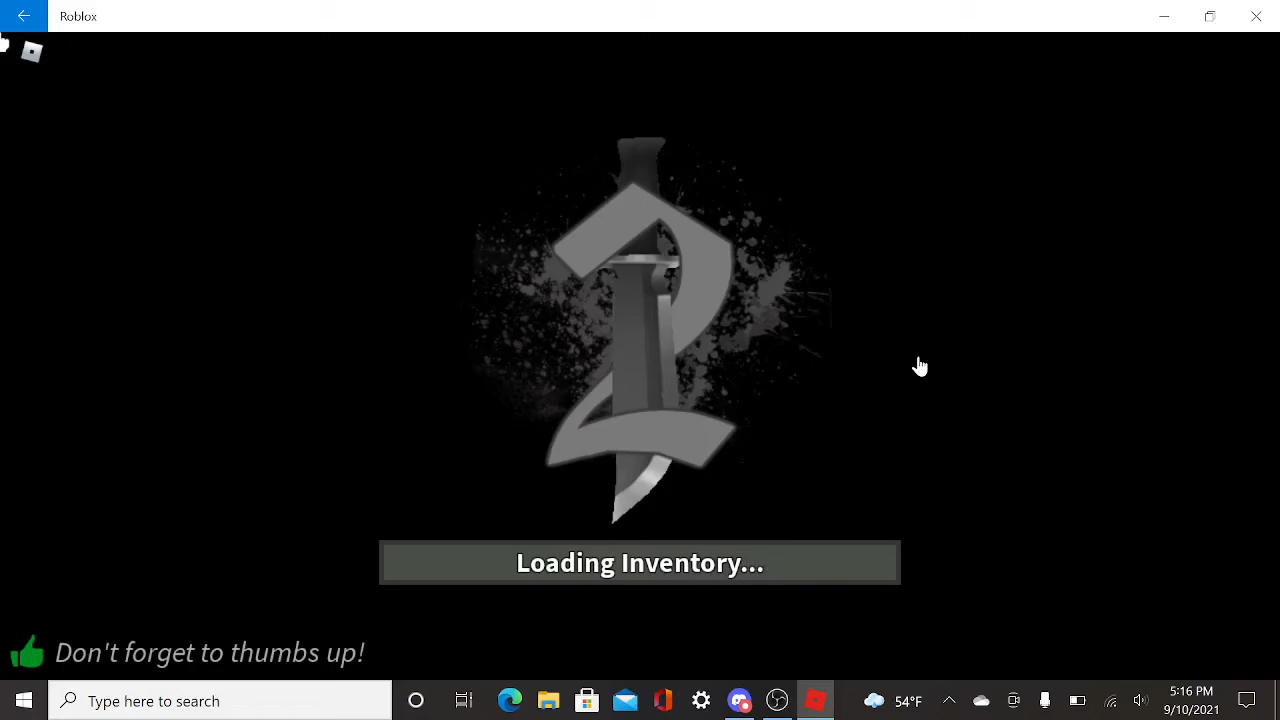 Roblox
2
Loading Inventory...
Don't forget to thumbs up!
Type here to search
54°F
5:16 PM
9/10/2021